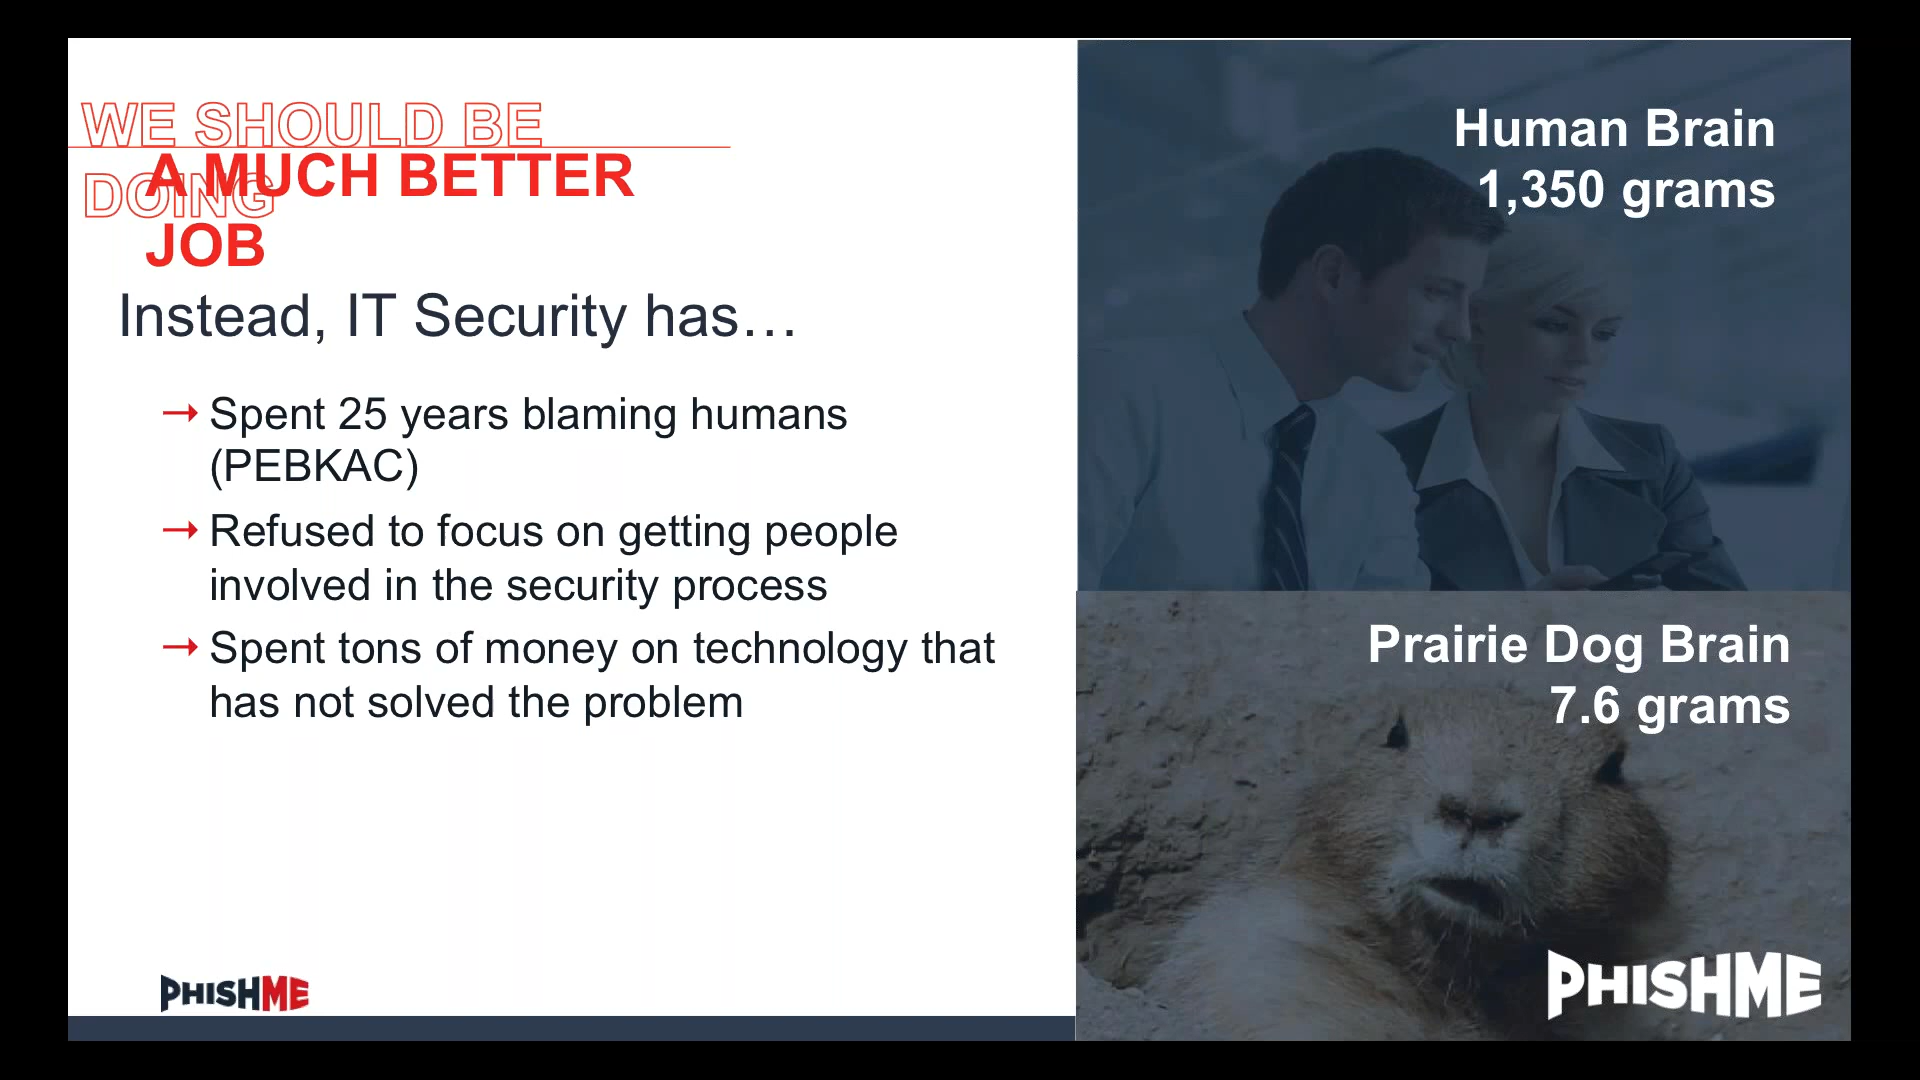 WE SHOULD BE
DOING
A MUCH BETTER
JOB
Instead, IT Security has…
→ Spent 25 years blaming humans
(PEBKAC)
→ Refused to focus on getting people
involved in the security process
→ Spent tons of money on technology that
has not solved the problem
PHISHME
Human Brain
1,350 grams
Prairie Dog Brain
7.6 grams
PHISHME